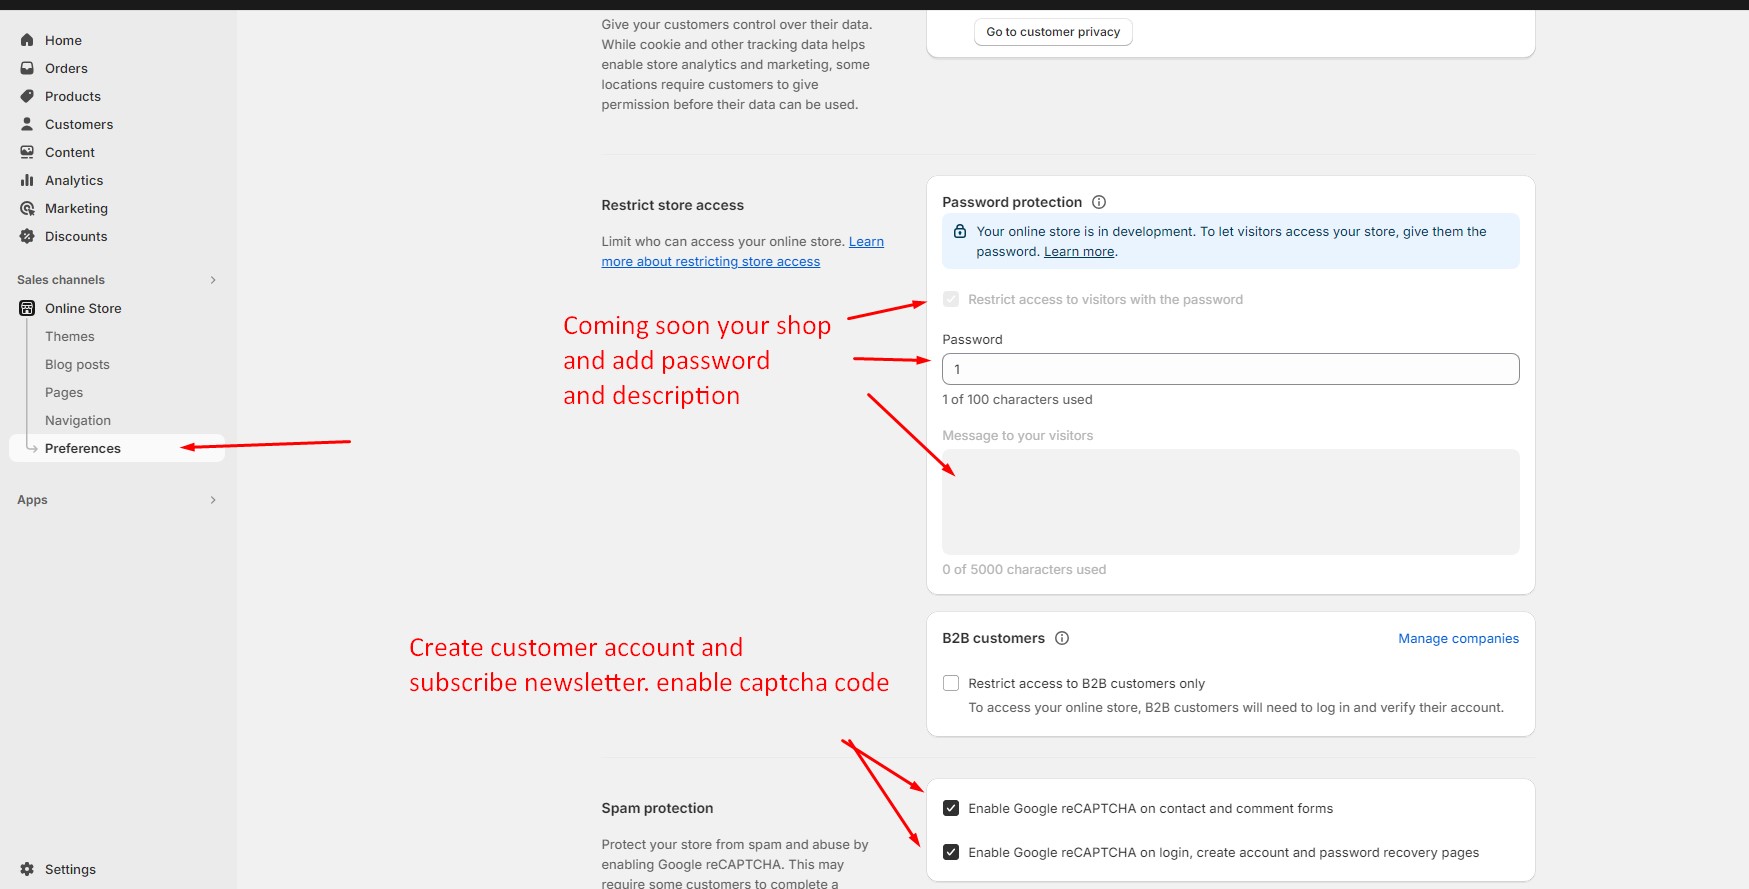 Home
Orders
Products
Customers
Content
Analytics
Marketing
Discounts
Sales channels
Online Store
Themes
Blog posts
Pages
Navigation
Preferences
Apps
Settings
Give your customers control over their data.
While cookie and other tracking data helps
enable store analytics and marketing, some
locations require customers to give
permission before their data can be used.
Go to customer privacy
Restrict store access
Limit who can access your online store. Learn
more about restricting store access
Password protection
Your online store is in development. To let visitors access your store, give them the
password. Learn more.
Restrict access to visitors with the password
Coming soon your shop
and add password
and description
Password
1
1 of 100 characters used
Message to your visitors
0 of 5000 characters used
Create customer account and
subscribe newsletter. enable captcha code
B2B customers
Manage companies
Restrict access to B2B customers only
To access your online store, B2B customers will need to log in and verify their account.
Spam protection
Protect your store from spam and abuse by
enabling Google reCAPTCHA. This may
require some customers to complete a
Enable Google reCAPTCHA on contact and comment forms
Enable Google reCAPTCHA on login, create account and password recovery pages